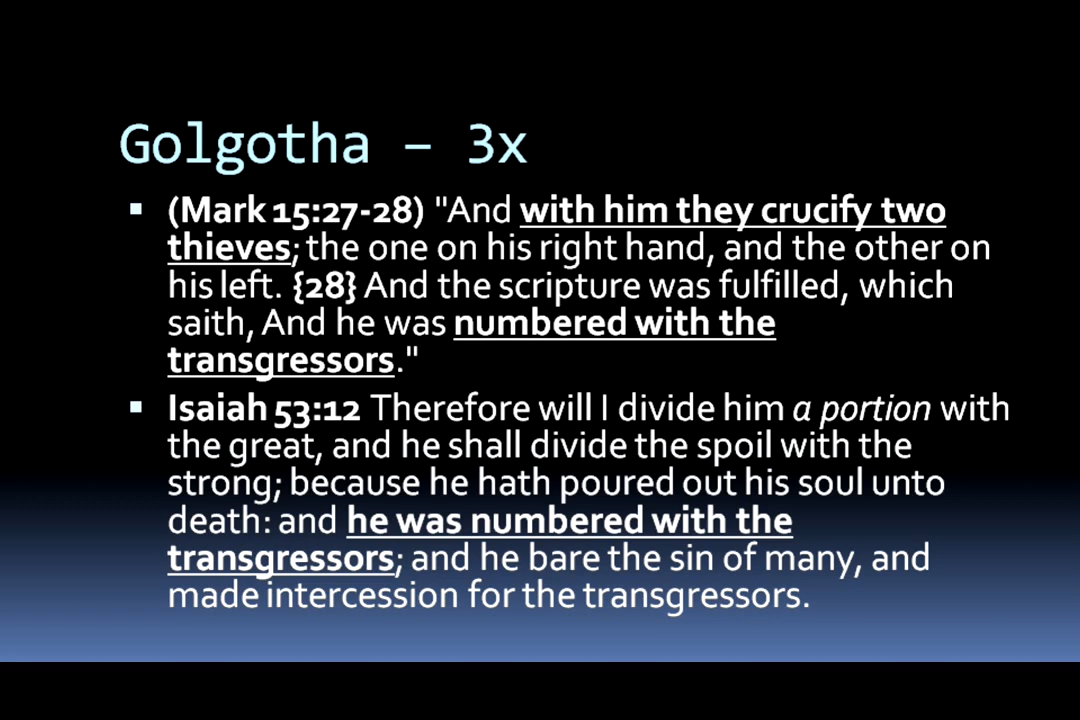 Golgotha – 3x
▪ (Mark 15:27-28) "And with him they crucify two
thieves; the one on his right hand, and the other on
his left. {28} And the scripture was fulfilled, which
saith, And he was numbered with the
transgressors."
▪ Isaiah 53:12 Therefore will I divide him a portion with
the great, and he shall divide the spoil with the
strong; because he hath poured out his soul unto
death: and he was numbered with the
transgressors; and he bare the sin of many, and
made intercession for the transgressors.